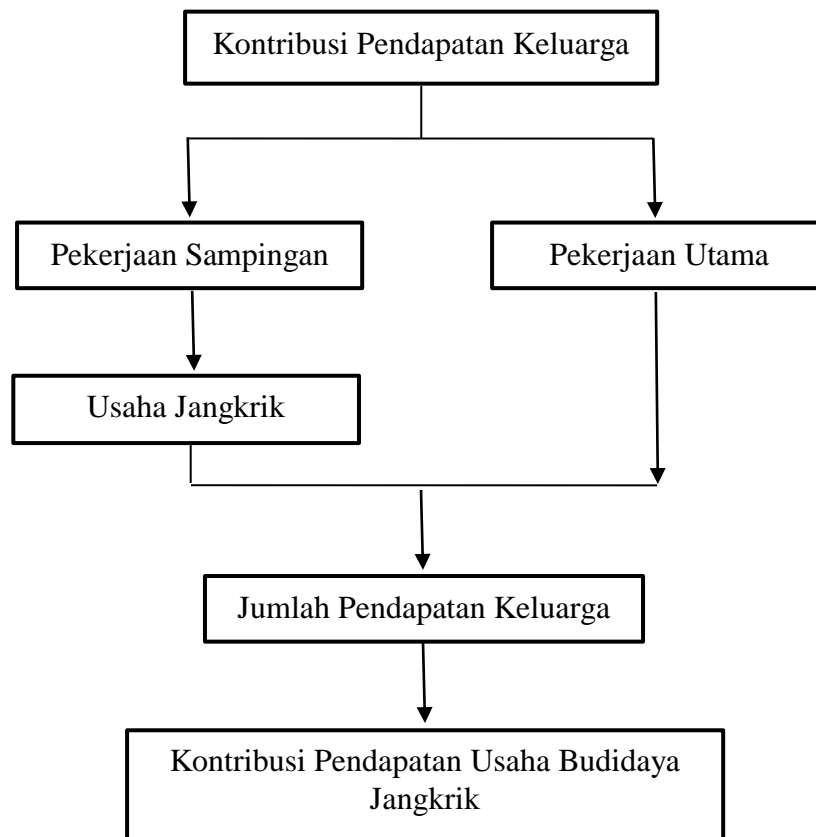 Kontribusi Pendapatan Keluarga
Pekerjaan Sampingan
Pekerjaan Utama
Usaha Jangkrik
Jumlah Pendapatan Keluarga
Kontribusi Pendapatan Usaha Budidaya
Jangkrik